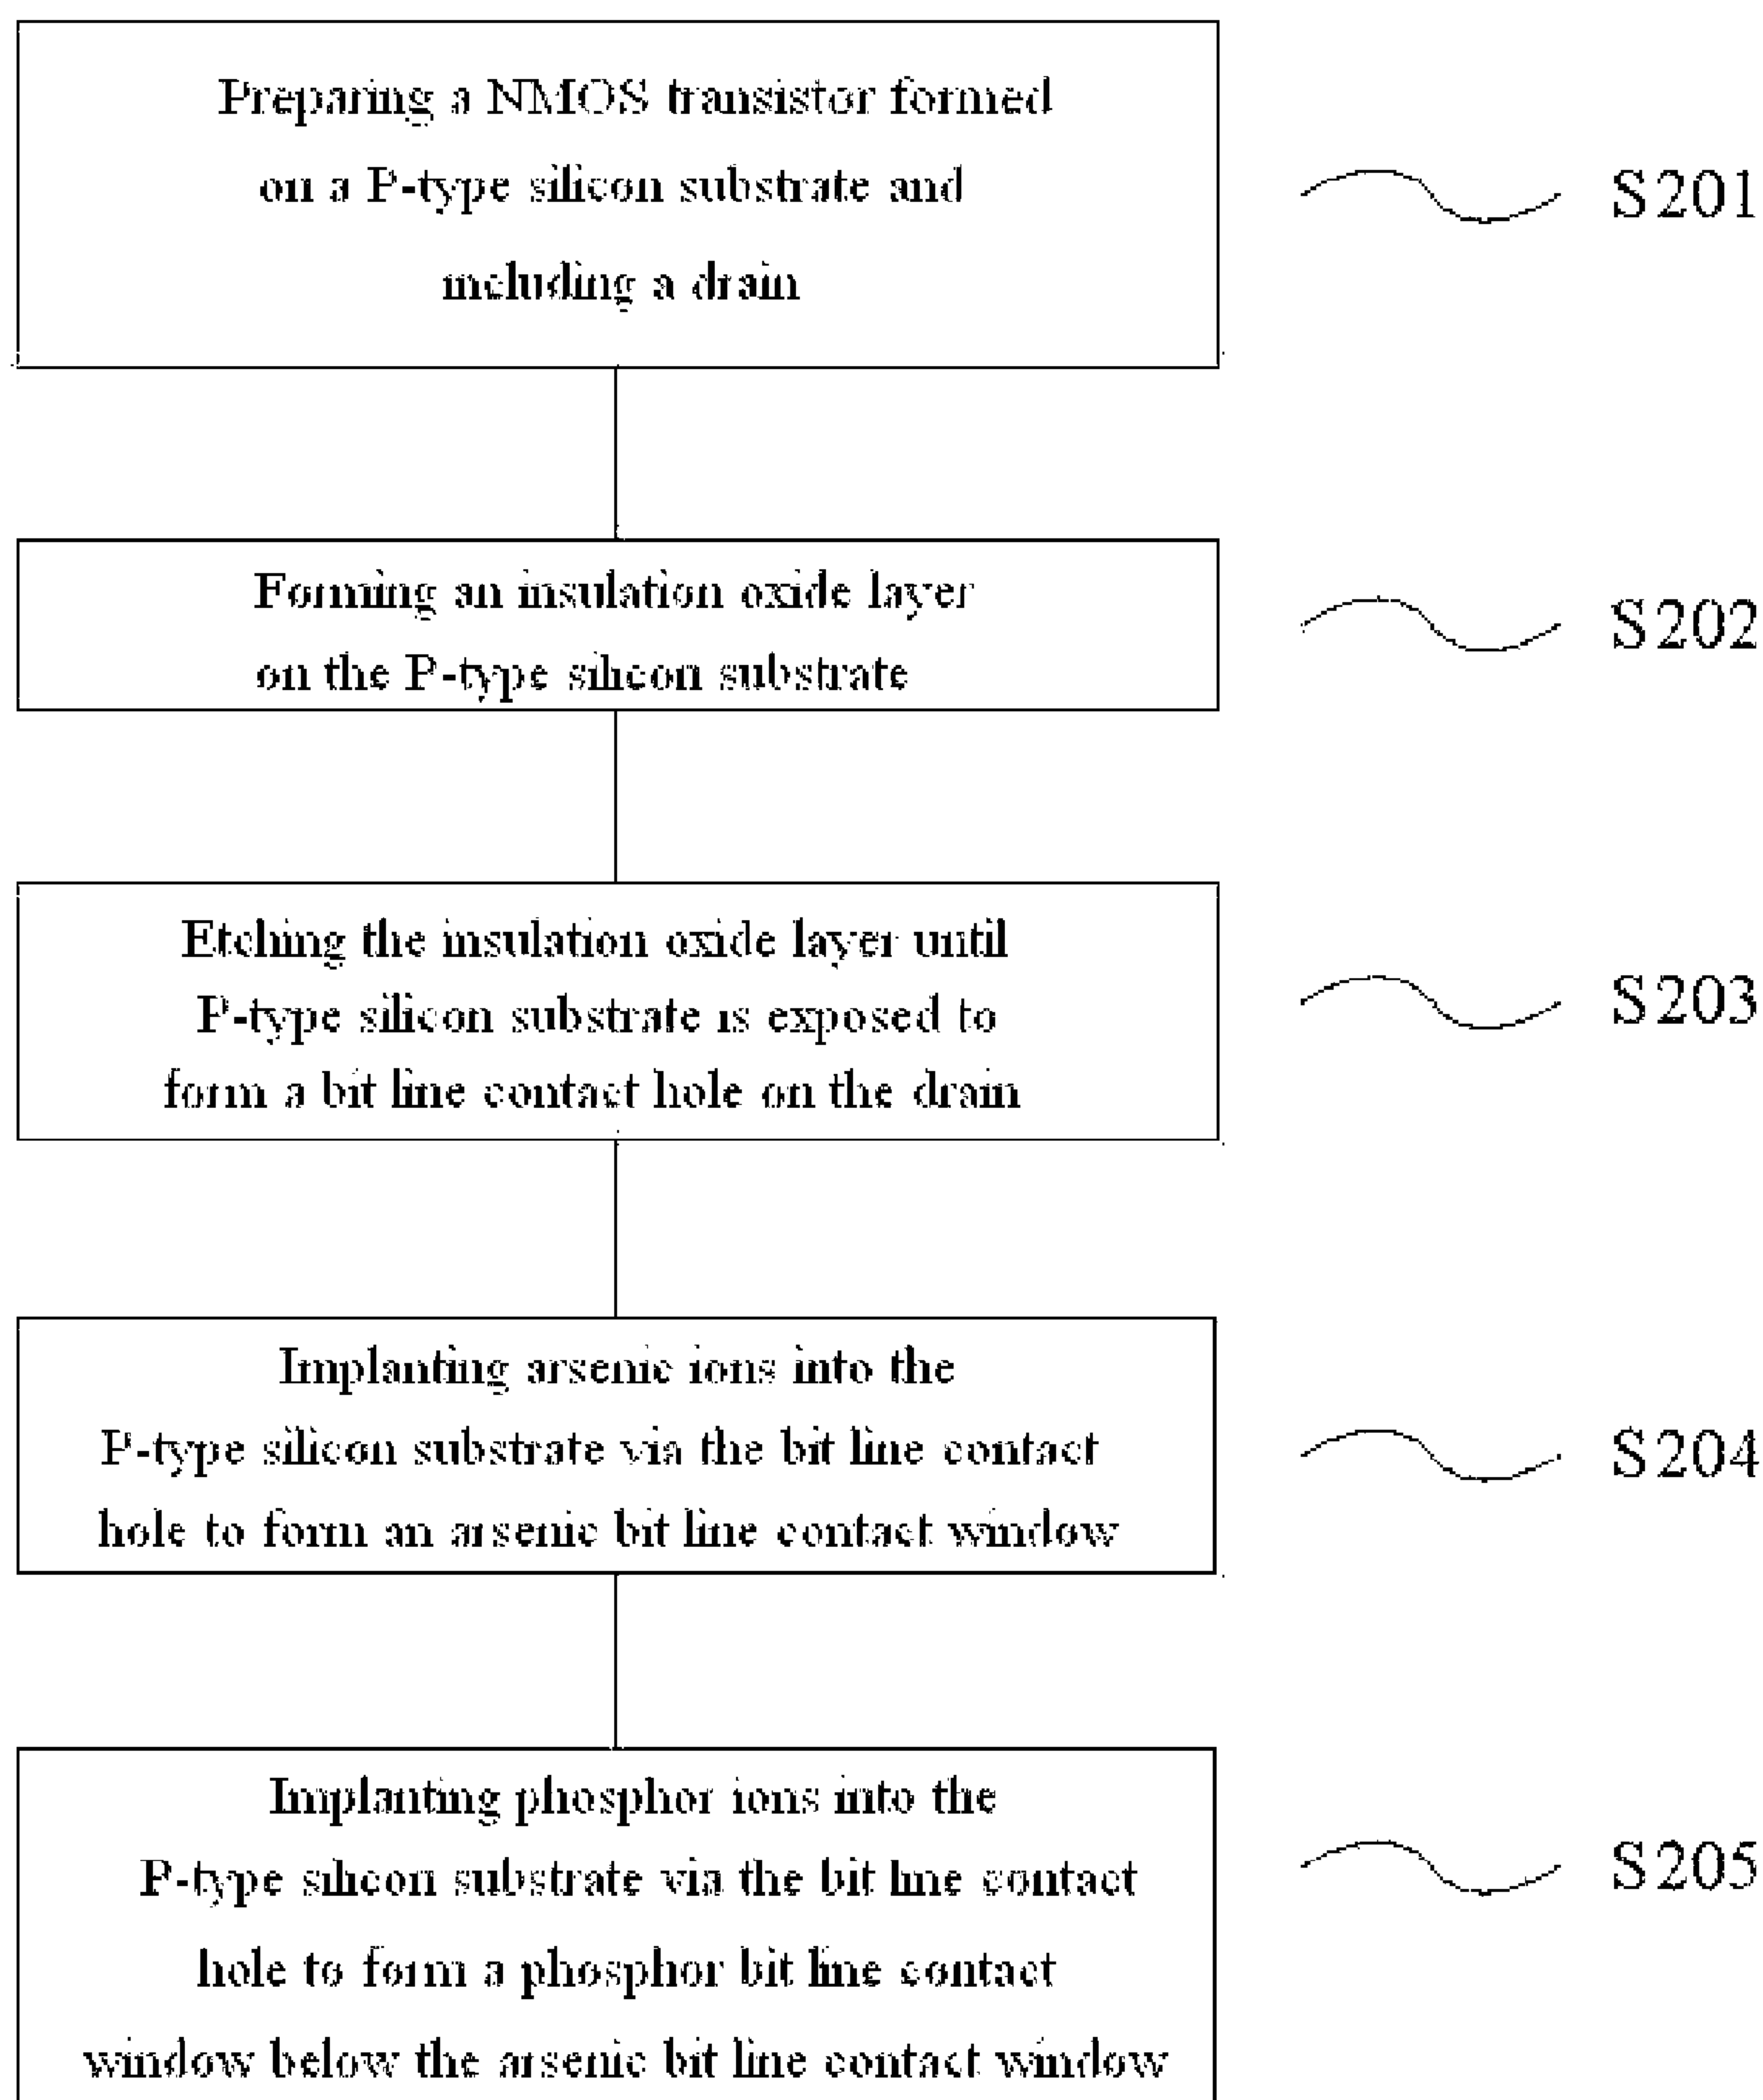 Preparing a NMOS transistor formed
on a P-type silicon substrate and
including a drain
S201
Forming an insulation oxide layer
on the P-type silicon substrate
S202
Etching the insulation oxide layer until
P-type silicon substrate is exposed to
form a bit line contact hole on the drain
S203
Implanting arsenic ions into the
P-type silicon substrate via the bit line contact
hole to form an arsenic bit line contact window
S204
Implanting phosphor ions into the
P-type silicon substrate via the bit line contact
hole to form a phosphor bit line contact
window below the arsenic bit line contact window
S205